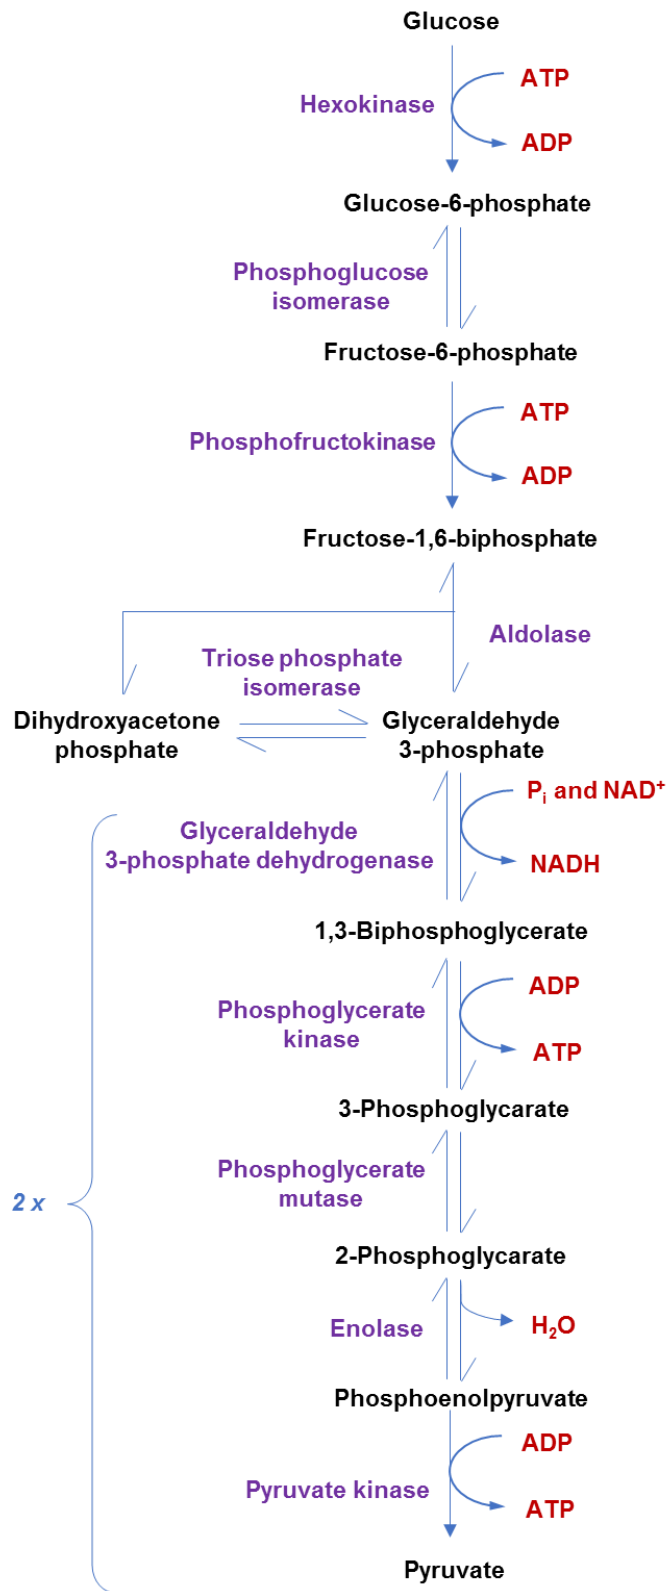 Glucose
ATP
Hexokinase
ADP
Glucose-6-phosphate
Phosphoglucose
isomerase
Fructose-6-phosphate
ATP
Phosphofructokinase
ADP
Fructose-1,6-biphosphate
Aldolase
Triose phosphate
isomerase
Dihydroxyacetone
phosphate
Glyceraldehyde
3-phosphate
Pi and NAD+
Glyceraldehyde
3-phosphate dehydrogenase
NADH
1,3-Biphosphoglycerate
ADP
Phosphoglycerate
kinase
ATP
3-Phosphoglycarate
Phosphoglycerate
mutase
2 x
2-Phosphoglycarate
Enolase
H2O
Phosphoenolpyruvate
ADP
Pyruvate kinase
ATP
Pyruvate